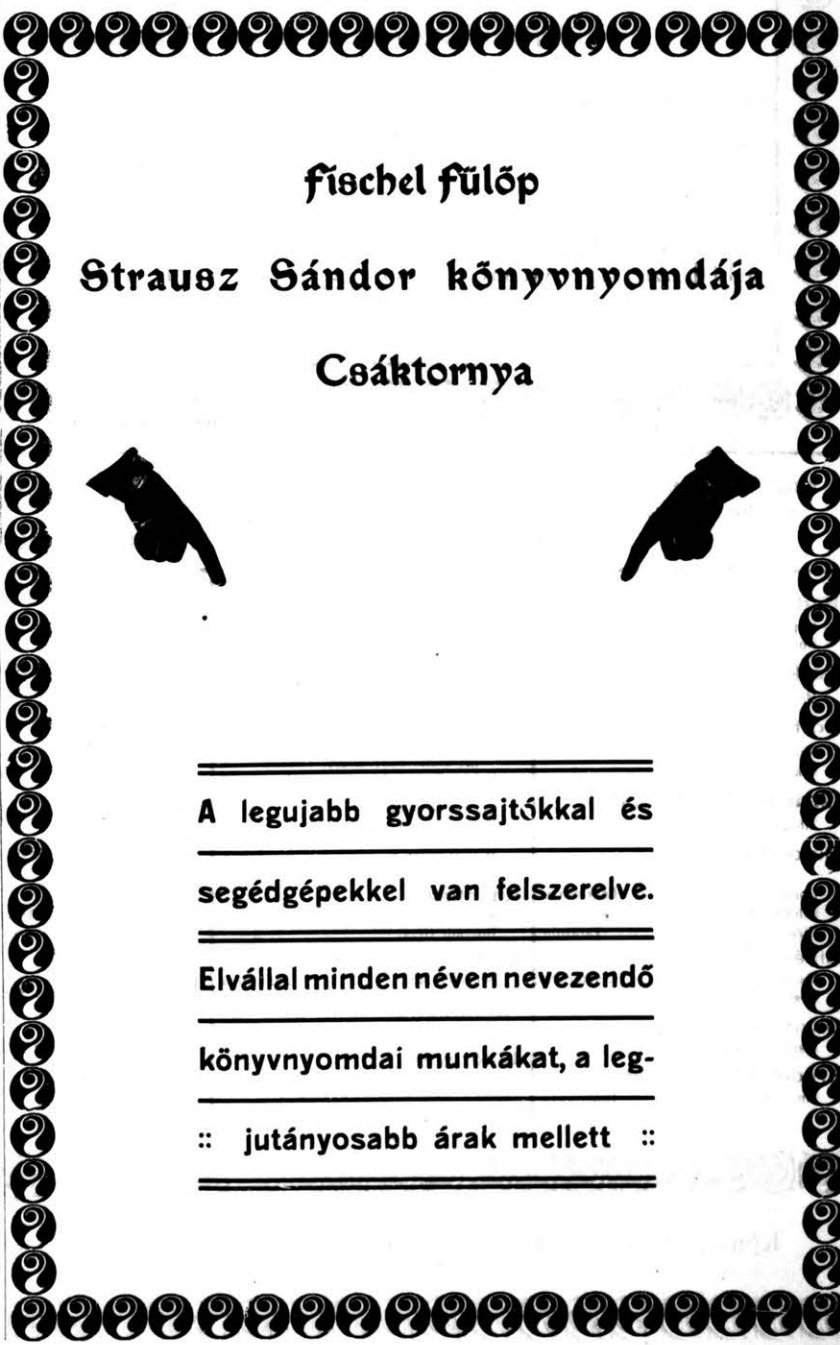 Fischel Fülöp
Strausz Sándor könyvnyomdája
Csáktornya
A legujabb gyorssajtókkal és
segédgépekkel van felszerelve.
Elvállal minden néven nevezendő
könyvnyomdai munkákat, a leg-
:: jutányosabb árak mellett ::